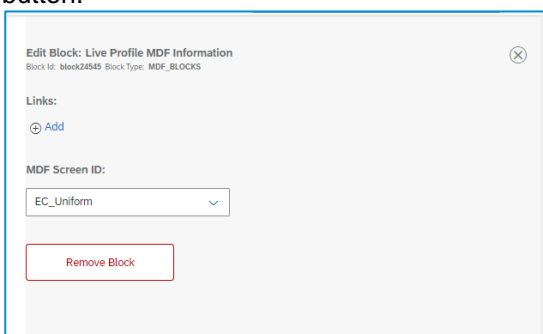 button.
Edit Block: Live Profile MDF Information
Block Id: block24545 Block Type: MDF_BLOCKS
Links:
Add
MDF Screen ID:
EC_Uniform
Remove Block